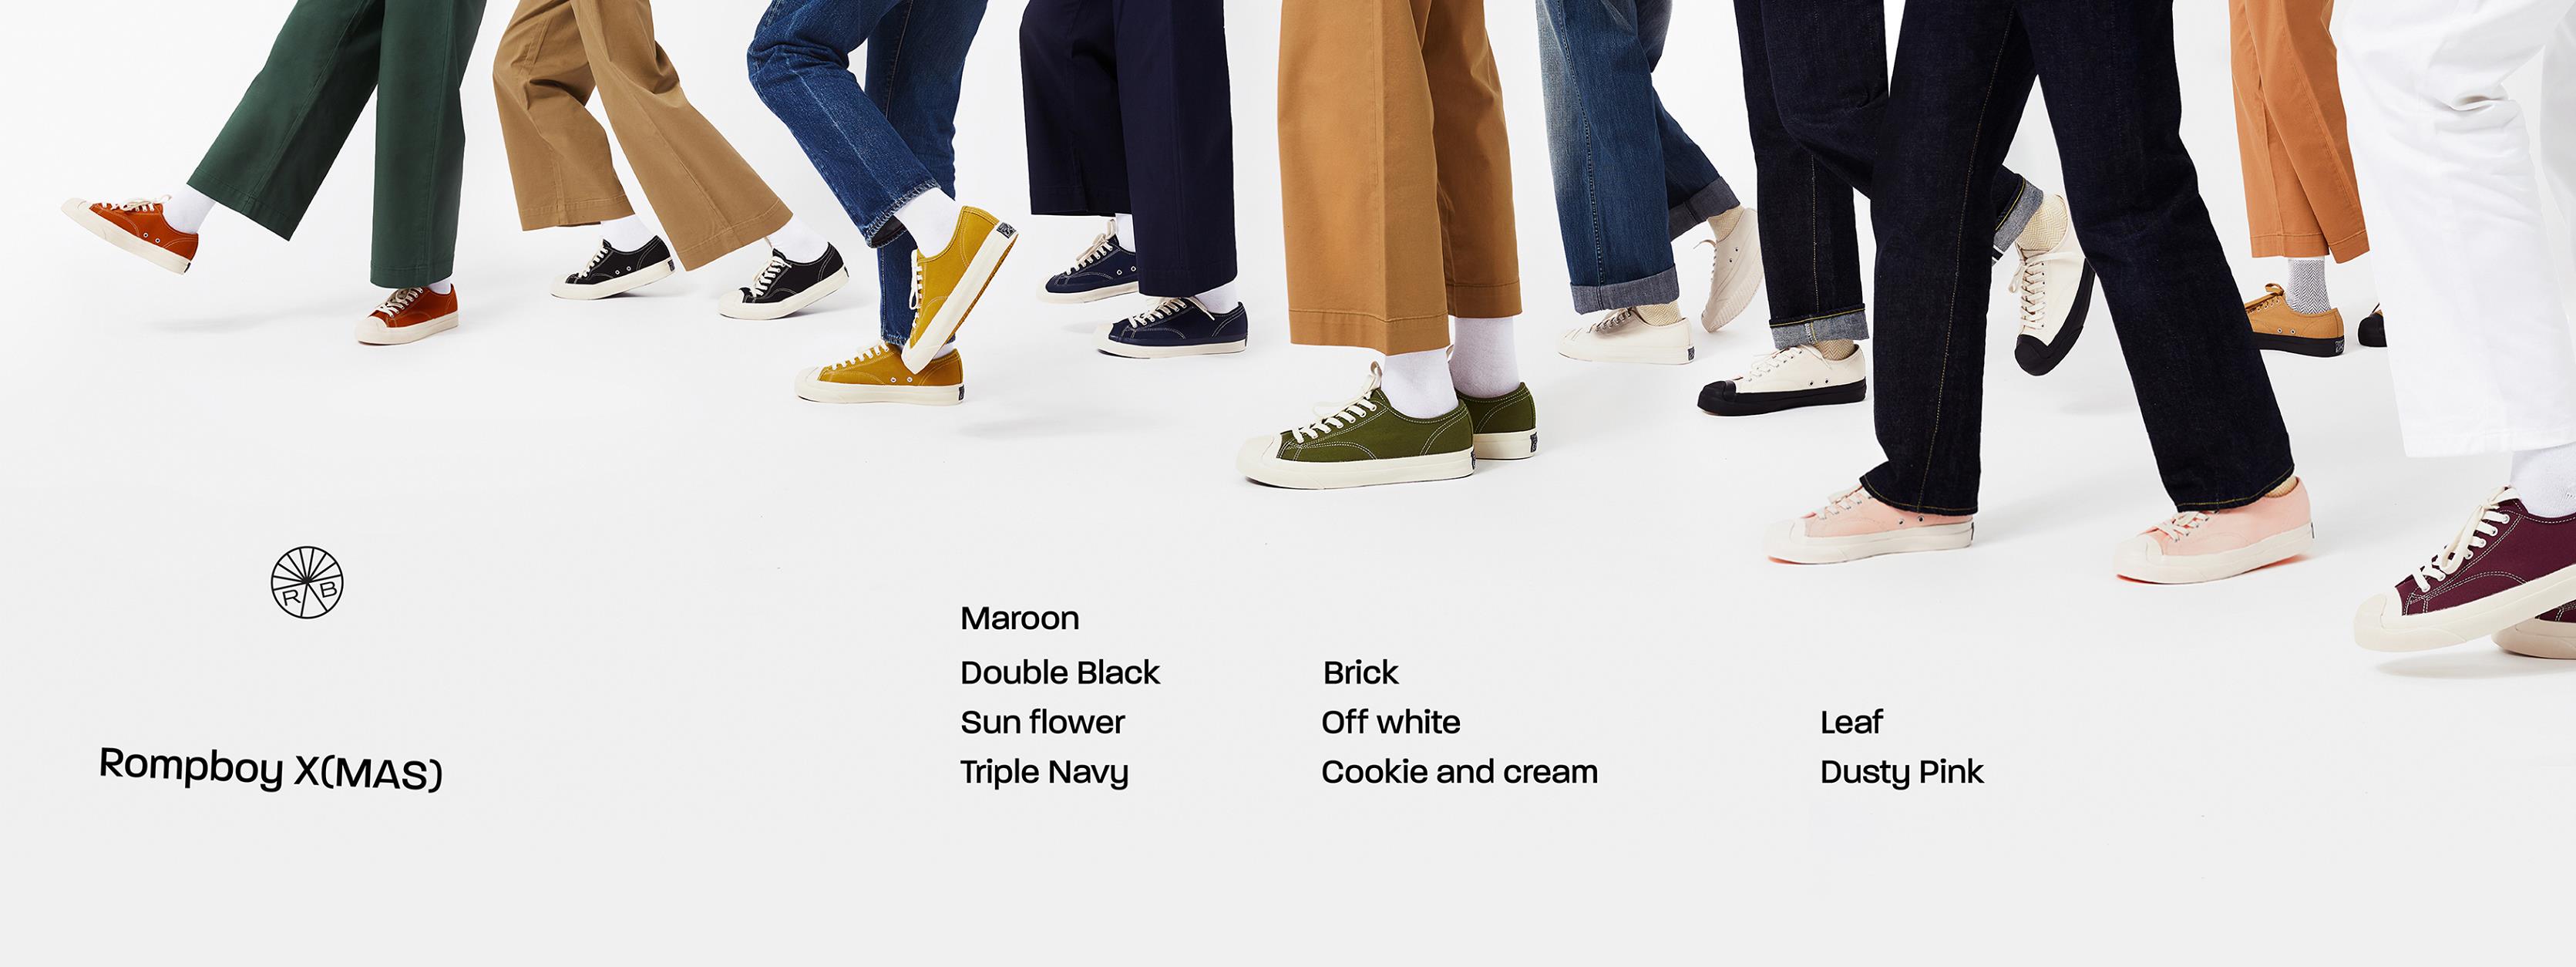 R B
Rompboy X(MAS)
Maroon
Double Black
Sun flower
Triple Navy
Brick
Off white
Cookie and cream
Leaf
Dusty Pink